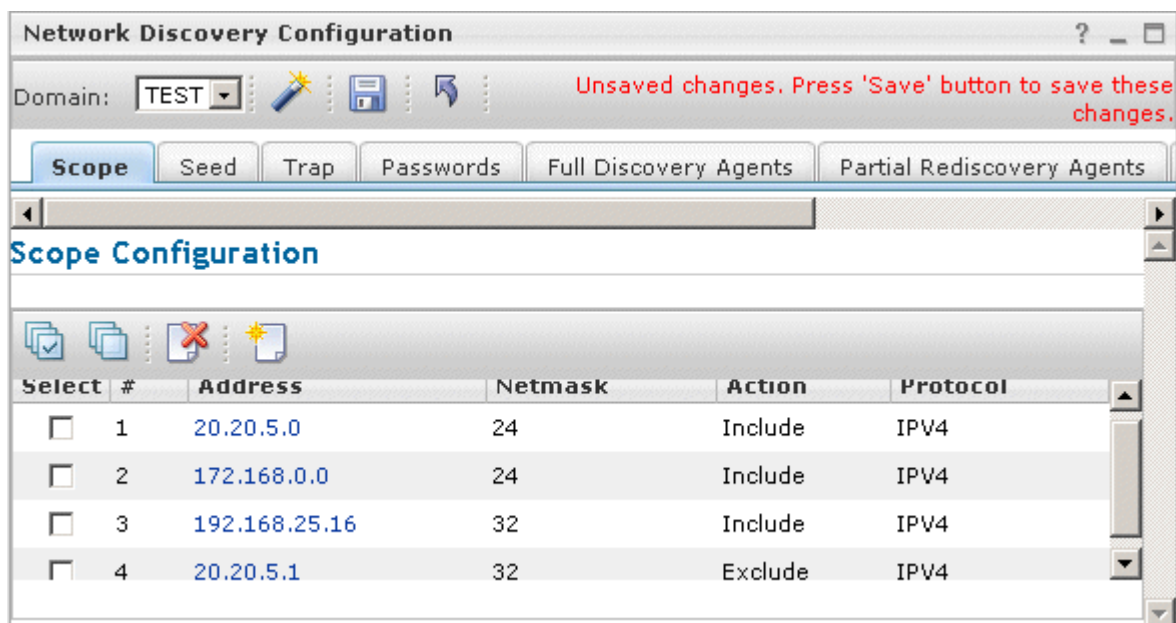 Network Discovery Configuration ?
Domain: TEST Unsaved changes. Press 'Save' button to save these
changes.
Scope Seed Trap Passwords Full Discovery Agents Partial Rediscovery Agents
Scope Configuration
Select # Address Netmask Action Protocol
1 20.20.5.0 24 Include IPV4
2 172.168.0.0 24 Include IPV4
3 192.168.25.16 32 Include IPV4
4 20.20.5.1 32 Exclude IPV4